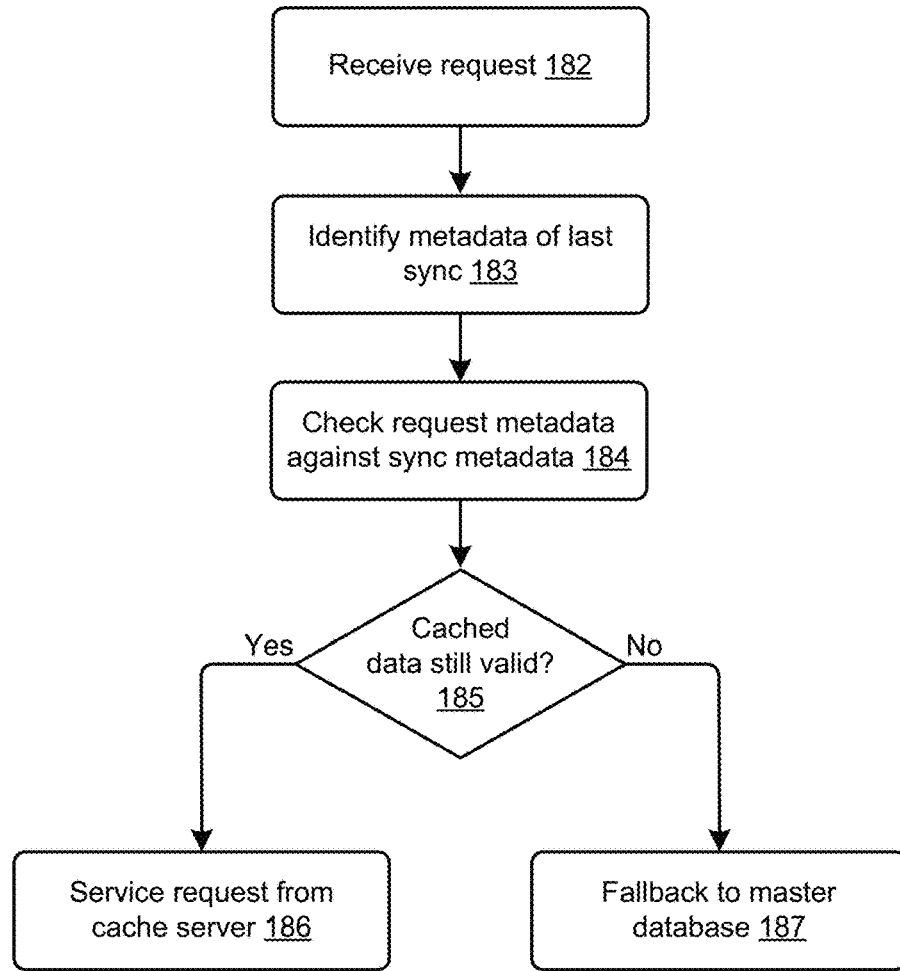 Receive request 182
Identify metadata of last
sync 183
Check request metadata
against sync metadata 184
Yes
Cached
data still valid?
185
No
Service request from
cache server 186
Fallback to master
database 187